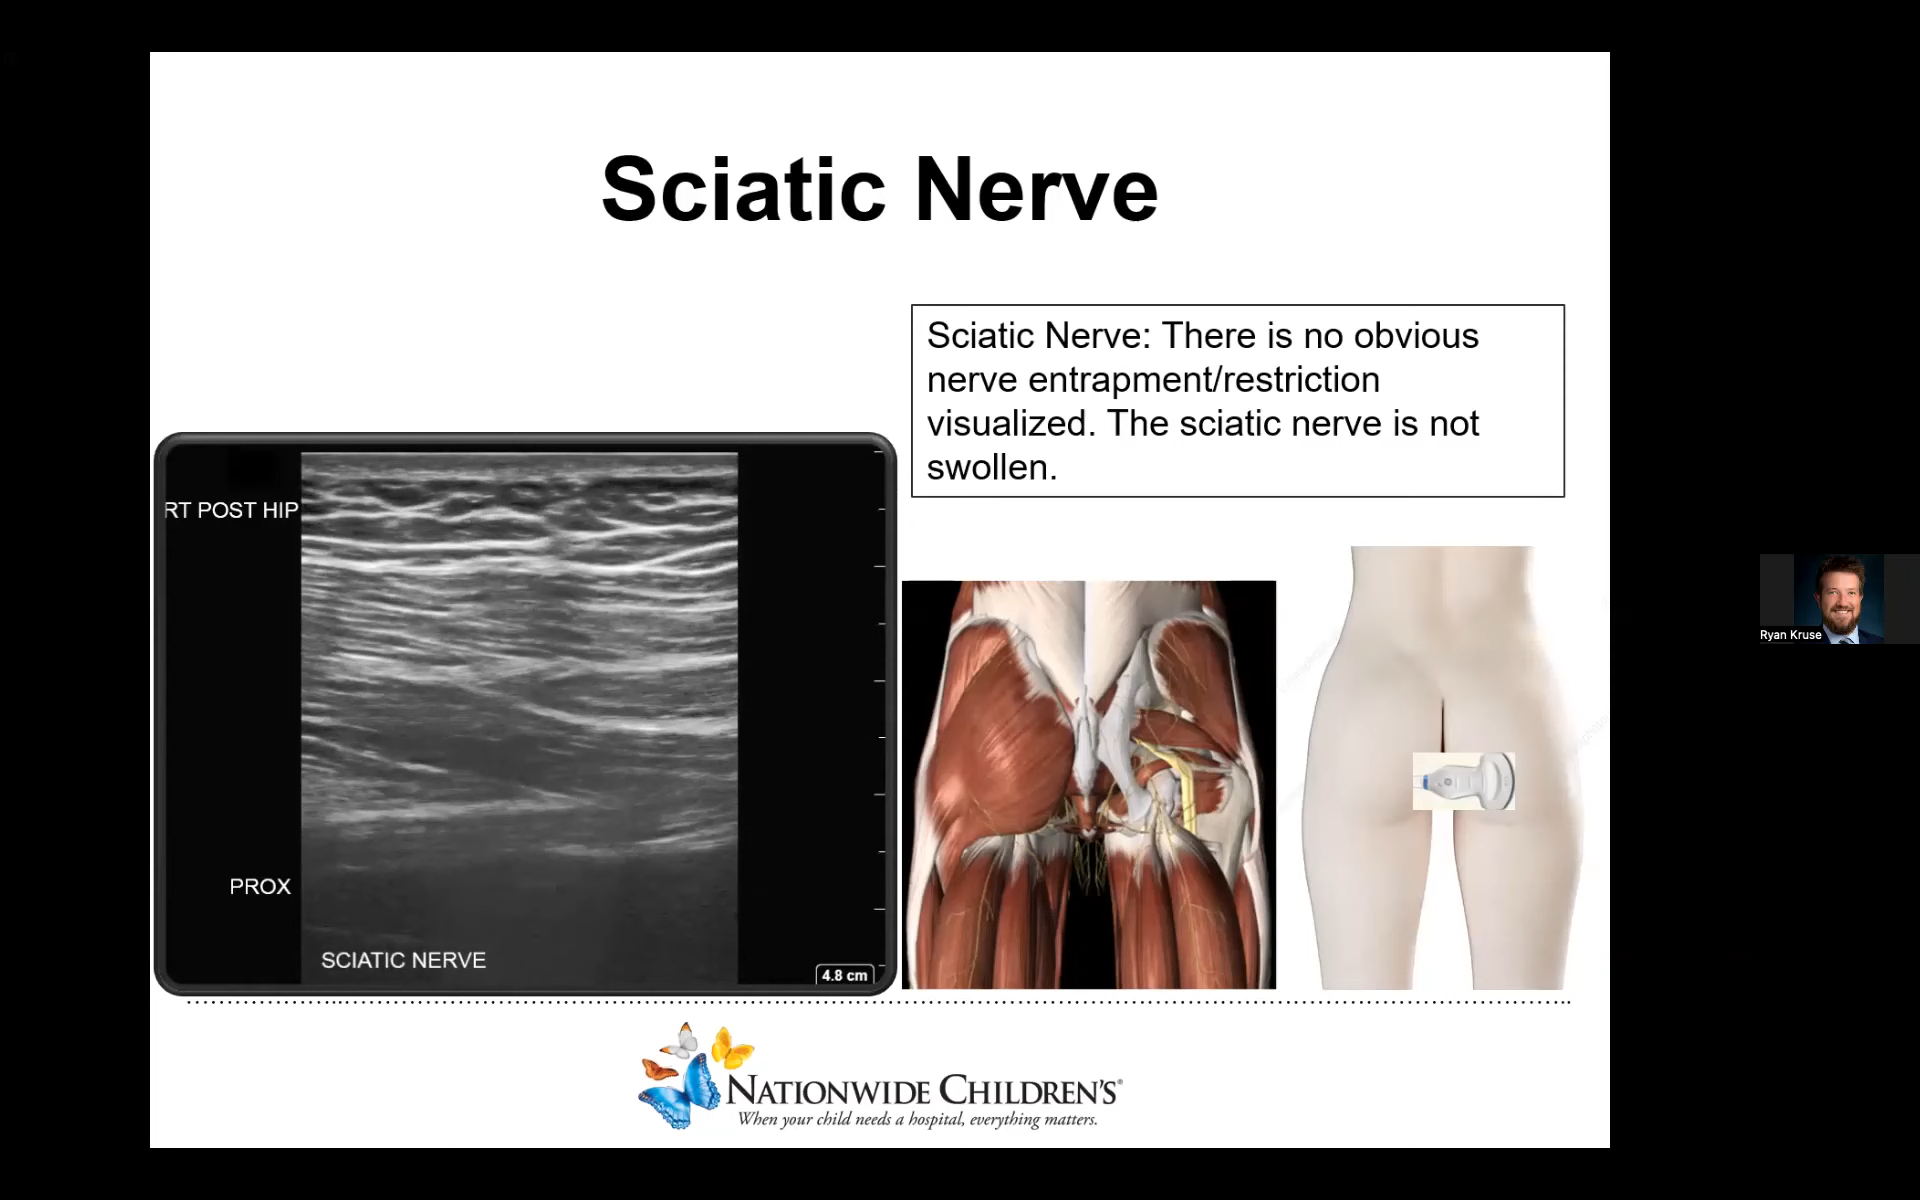 Sciatic Nerve
Sciatic Nerve: There is no obvious
nerve entrapment/restriction
visualized. The sciatic nerve is not
swollen.
RT POST HIP
PROX
SCIATIC NERVE
4.8 cm
Ryan Kruse
NATIONWIDE CHILDREN'S®
When your child needs a hospital, everything matters.